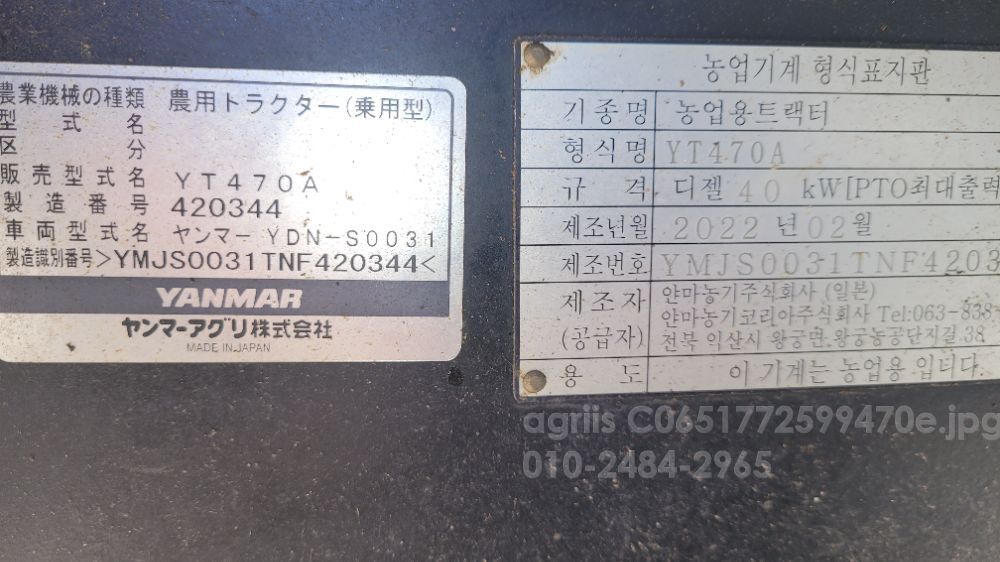 農業機械の種類 農用トラクター(乗用型)
型式名
区分
販売型式名 YT470A
製造番号 420344
車両型式名 ヤンマー YDN-S0031
製造識別番号>YMJS0031TNF420344<
YANMAR
ヤンマーアグリ株式会社
MADE IN JAPAN
농업기계 형식표지판
기종명 농업용트랙터
형식명 YT470A
규격 디젤 40 kW[PTO최대출력
제조년월 2022년02월
제조번호 YMJS0031TNF4203
제조자 얀마농기주식회사 (일본)
(공급자) 얀마농기코리아주식회사 Tel:063-838
전북 익산시 왕궁면.왕궁농공단지길.38
용도 이 기계는 농업용 입니다.
agriis C0651772599470e.jpg
010-2484-2965